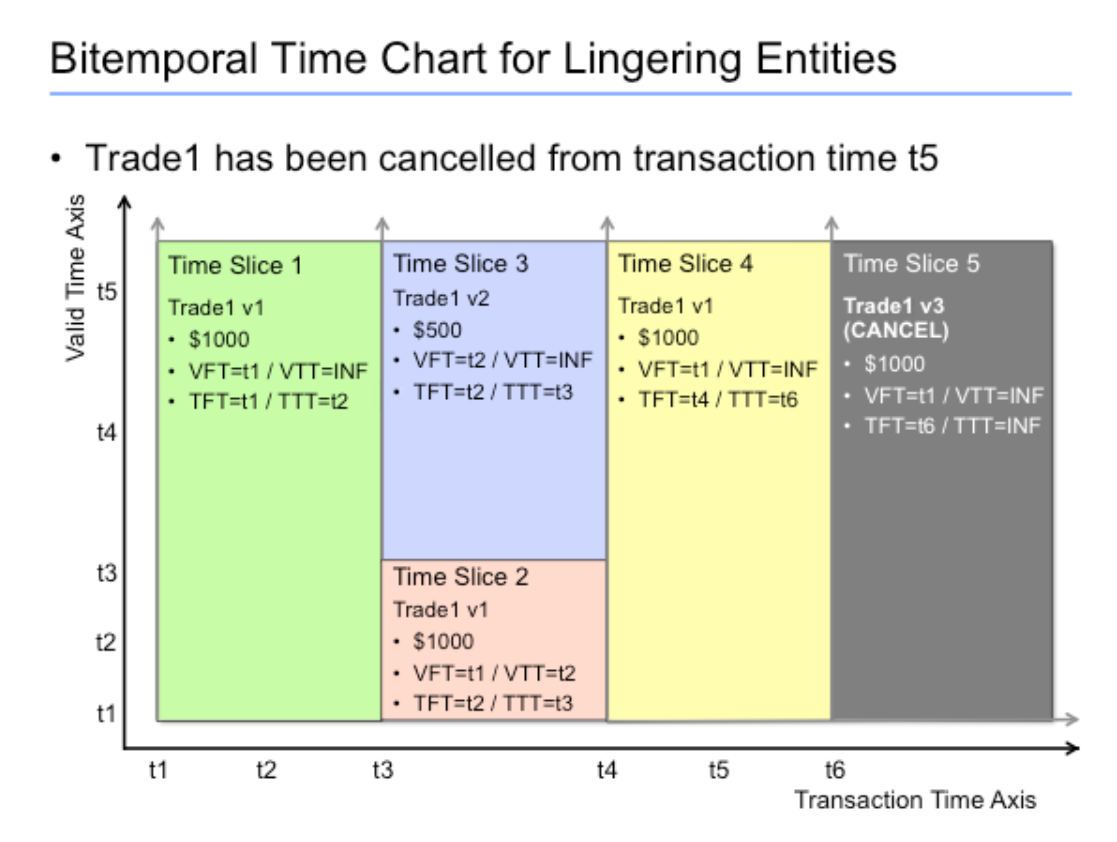 Bitemporal Time Chart for Lingering Entities
• Trade1 has been cancelled from transaction time t5
Valid Time Axis
t5
t4
t3
t2
t1
Time Slice 1
Trade1 v1
• $1000
• VFT=t1 / VTT=INF
• TFT=t1 / TTT=t2
Time Slice 3
Trade1 v2
• $500
• VFT=t2 / VTT=INF
• TFT=t2 / TTT=t3
Time Slice 2
Trade1 v1
• $1000
• VFT=t1 / VTT=t2
• TFT=t2 / TTT=t3
Time Slice 4
Trade1 v1
• $1000
• VFT=t1 / VTT=INF
• TFT=t4 / TTT=t6
Time Slice 5
Trade1 v3
(CANCEL)
• $1000
• VFT=t1 / VTT=INF
• TFT=t6 / TTT=INF
t1 t2 t3 t4 t5 t6
Transaction Time Axis